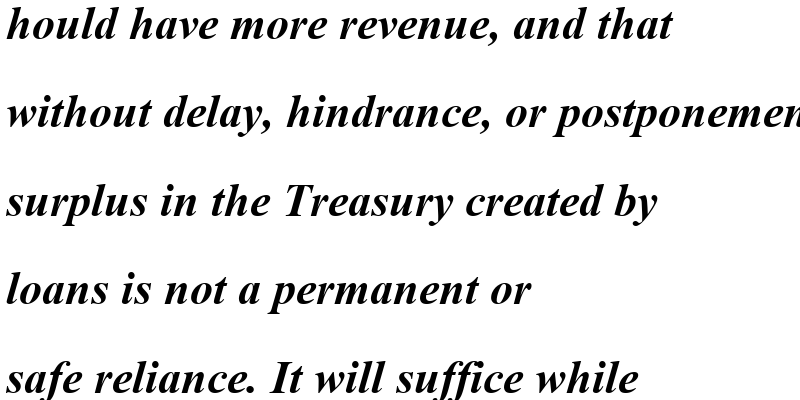 hould have more revenue, and that
without delay, hindrance, or postponemen
surplus in the Treasury created by
loans is not a permanent or
safe reliance. It will suffice while